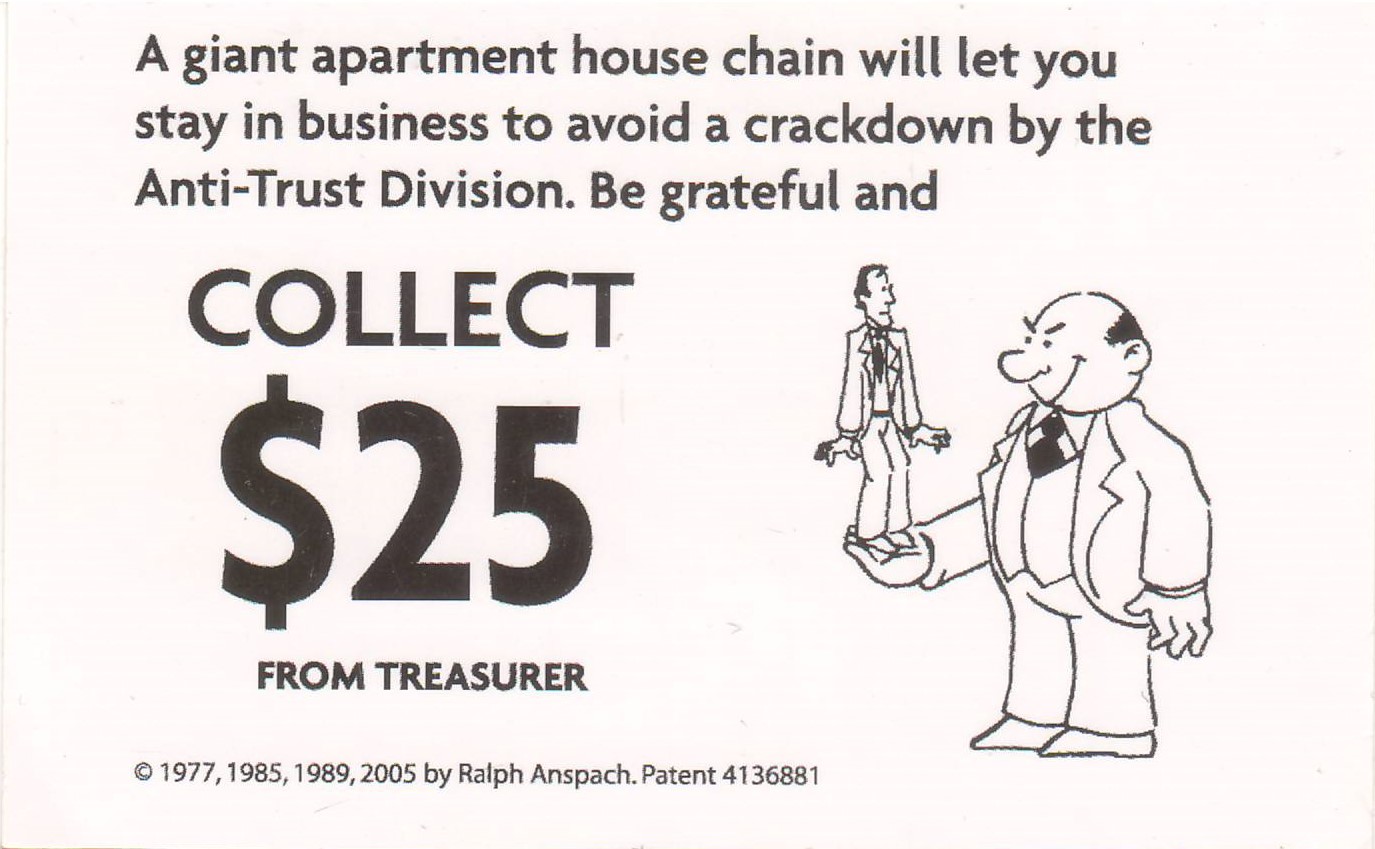 A giant apartment house chain will let you
stay in business to avoid a crackdown by the
Anti-Trust Division. Be grateful and
COLLECT
$25
FROM TREASURER
© 1977, 1985, 1989, 2005 by Ralph Anspach. Patent 4136881